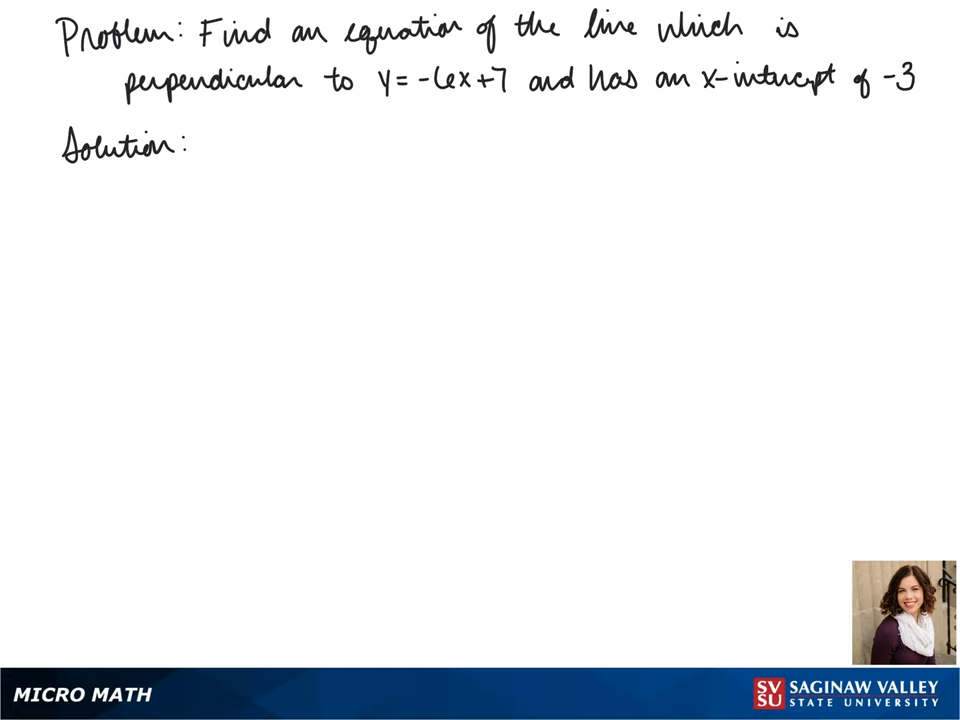 Problem: Find an equation of the line which is
perpendicular to y = -6x+7 and has an x-intercept of -3
Solution:
MICRO MATH
SV
SU
SAGINAW VALLEY
STATE UNIVERSITY